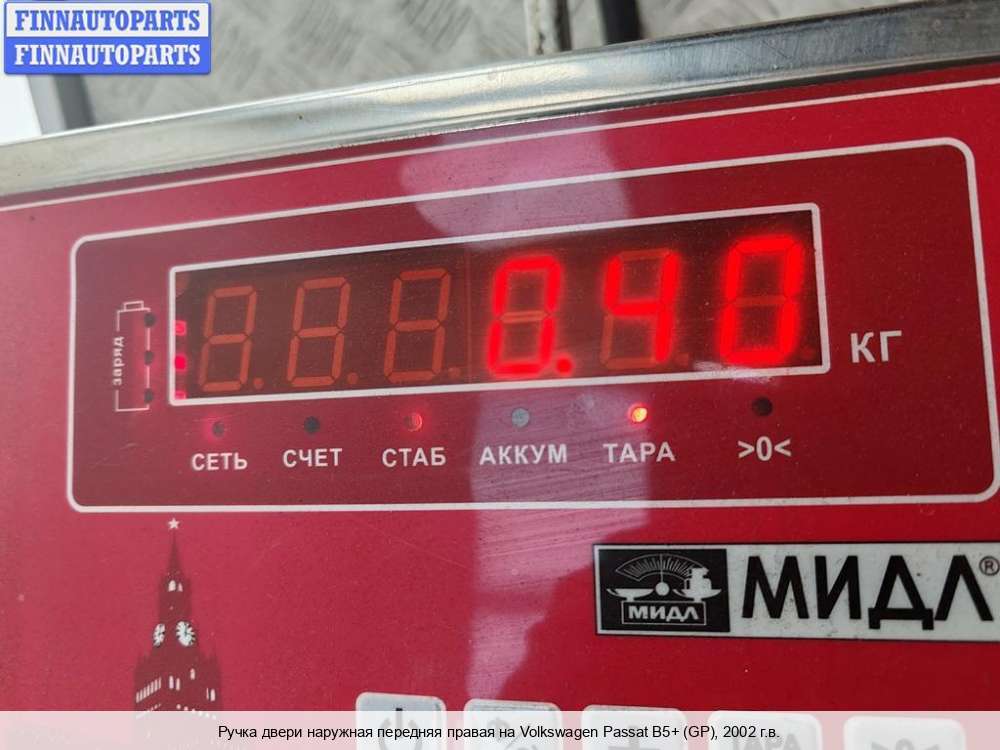 FINNAUTOPARTS
FINNAUTOPARTS
заряд
0.40
КГ
СЕТЬ СЧЕТ СТАБ АККУМ ТАРА >0<
МИДЛ
МИДЛ®
ТАРА
Ручка двери наружная передняя правая на Volkswagen Passat B5+ (GP), 2002 г.в.